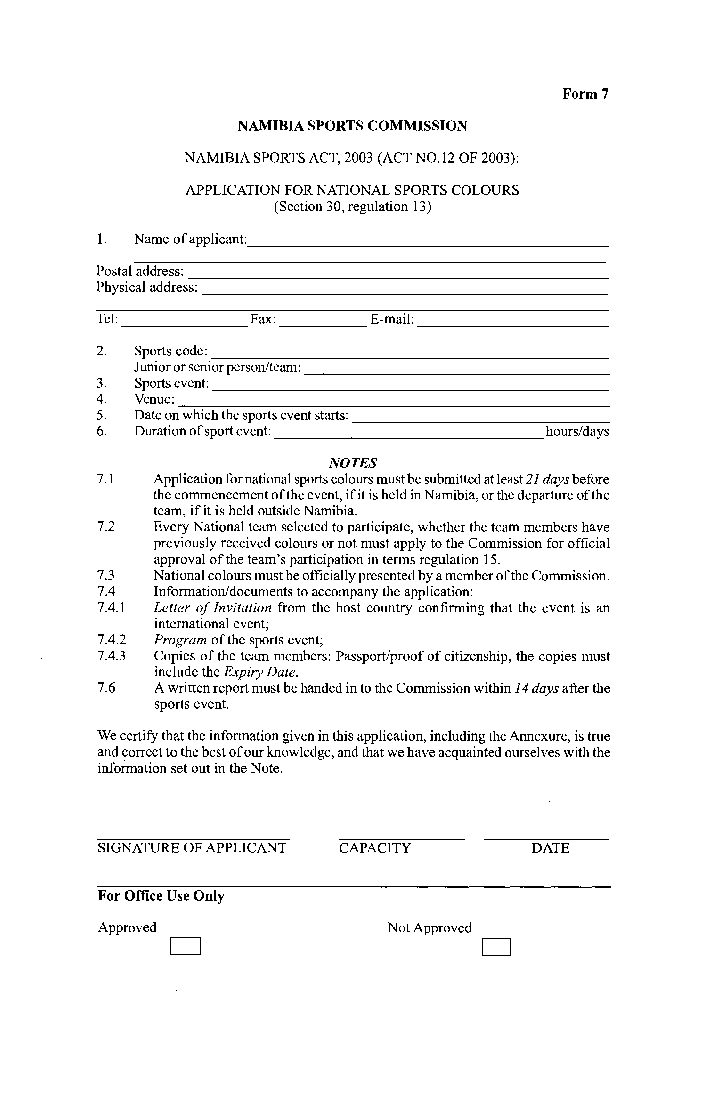 Form 7
NAMIBIA SPORTS COMMISSION
NAMIBIA SPORTS ACT, 2003 (ACT NO.12 OF 2003):
APPLICATION FOR NATIONAL SPORTS COLOURS
(Section 30, regulation 13)
1. Name of applicant:
Postal address:
Physical address:
Tel: Fax: E-mail:
2. Sports code:
Junior or senior person/team:
3. Sports event:
4. Venue:
5. Date on which the sports event starts:
6. Duration of sport event: hours/days
NOTES
7.1 Application for national sports colours must be submitted at least 21 days before
the commencement of the event, if it is held in Namibia, or the departure of the
team, if it is held outside Namibia.
7.2 Every National team selected to participate, whether the team members have
previously received colours or not must apply to the Commission for official
approval of the team's participation in terms regulation 15.
7.3 National colours must be officially presented by a member of the Commission.
7.4 Information/documents to accompany the application:
7.4.1 Letter of Invitation from the host country confirming that the event is an
international event;
7.4.2 Program of the sports event;
7.4.3 Copies of the team members: Passport/proof of citizenship, the copies must
include the Expiry Date.
7.6 A written report must be handed in to the Commission within 14 days after the
sports event.
We certify that the information given in this application, including the Annexure, is true
and correct to the best of our knowledge, and that we have acquainted ourselves with the
information set out in the Note.
SIGNATURE OF APPLICANT CAPACITY DATE
For Office Use Only
Approved Not Approved